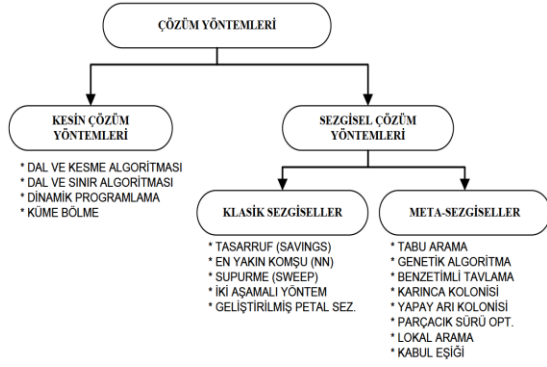 ÇÖZÜM YÖNTEMLERİ
KESİN ÇÖZÜM
YÖNTEMLERİ
* DAL VE KESME ALGORİTMASI
* DAL VE SINIR ALGORİTMASI
* DİNAMİK PROGRAMLAMA
* KÜME BÖLME
SEZGİSEL ÇÖZÜM
YÖNTEMLERİ
KLASİK SEZGİSELLER
* TASARRUF (SAVINGS)
* EN YAKIN KOMŞU (NN)
* SUPURME (SWEEP)
* İKİ AŞAMALI YÖNTEM
* GELİŞTİRİLMİŞ PETAL SEZ.
META-SEZGİSELLER
* TABU ARAMA
* GENETİK ALGORİTMA
* BENZETİMLİ TAVLAMA
* KARINCA KOLONİSİ
* YAPAY ARI KOLONİSİ
* PARÇACIK SÜRÜ OPT.
* LOKAL ARAMA
* KABUL EŞİĞİ